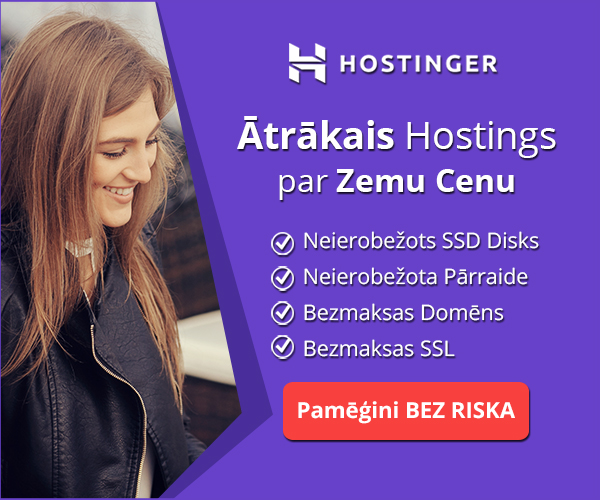 HOSTINGER
Ātrākais Hostings
par Zemu Cenu
Neierobežots SSD Disks
Neierobežota Pārraide
Bezmaksas Domēns
Bezmaksas SSL
Pamēģini BEZ RISKA